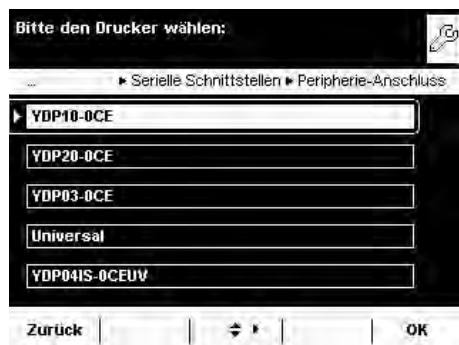 Bitte den Drucker wählen:
... ▸ Serielle Schnittstellen ▸ Peripherie-Anschluss
YDP10-0CE
YDP20-0CE
YDP03-0CE
Universal
YDP04IS-0CEUV
Zurück OK